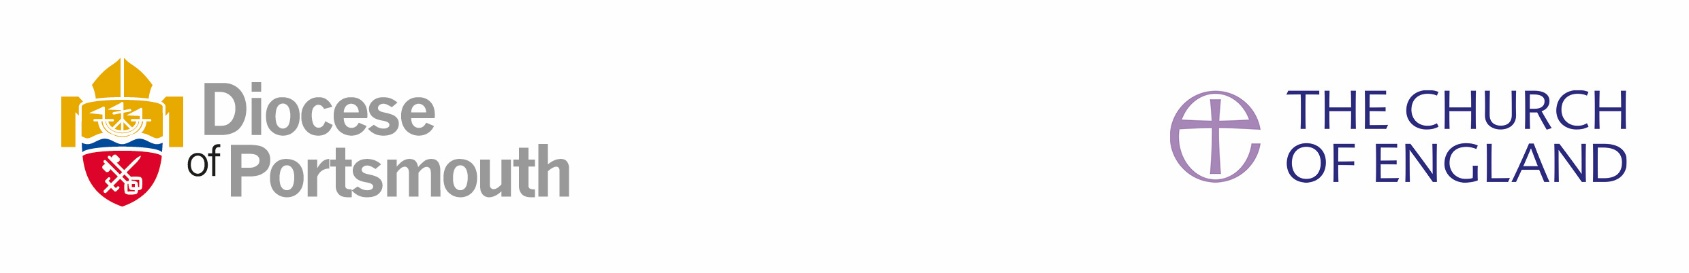 Diocese
of Portsmouth
THE CHURCH
OF ENGLAND